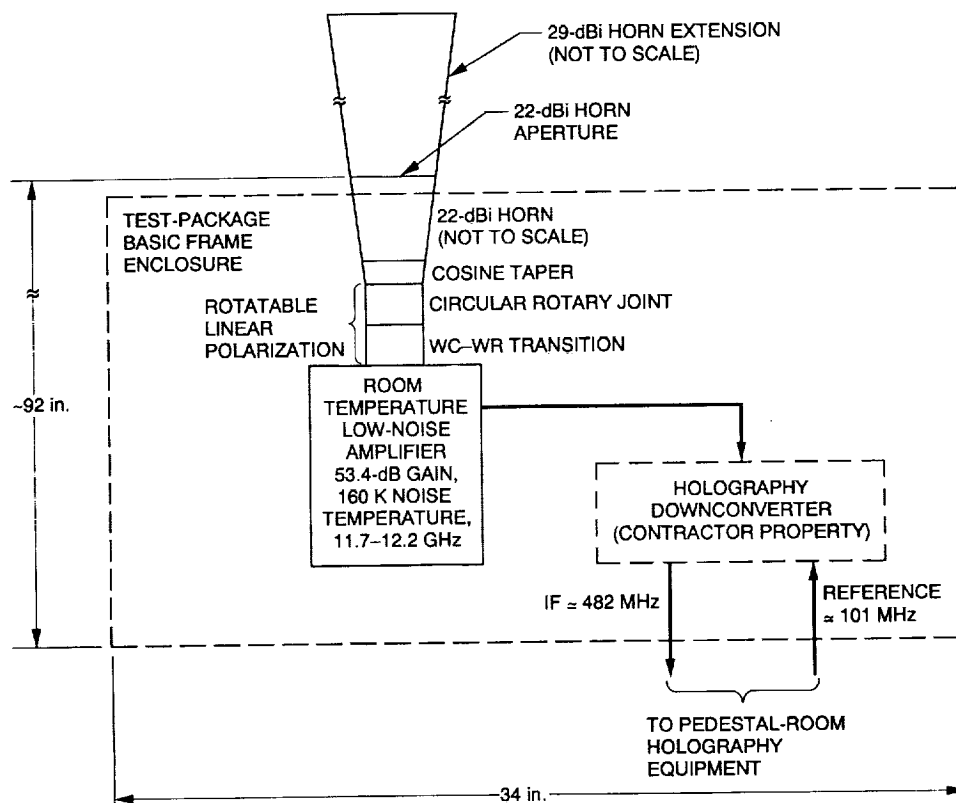 29-dBi HORN EXTENSION
(NOT TO SCALE)
22-dBi HORN
APERTURE
TEST-PACKAGE
BASIC FRAME
ENCLOSURE
22-dBi HORN
(NOT TO SCALE)
COSINE TAPER
ROTATABLE
LINEAR
POLARIZATION
CIRCULAR ROTARY JOINT
WC–WR TRANSITION
~92 in.
ROOM
TEMPERATURE
LOW-NOISE
AMPLIFIER
53.4-dB GAIN,
160 K NOISE
TEMPERATURE,
11.7–12.2 GHz
HOLOGRAPHY
DOWNCONVERTER
(CONTRACTOR PROPERTY)
IF ≃ 482 MHz
REFERENCE
≃ 101 MHz
TO PEDESTAL-ROOM
HOLOGRAPHY
EQUIPMENT
34 in.